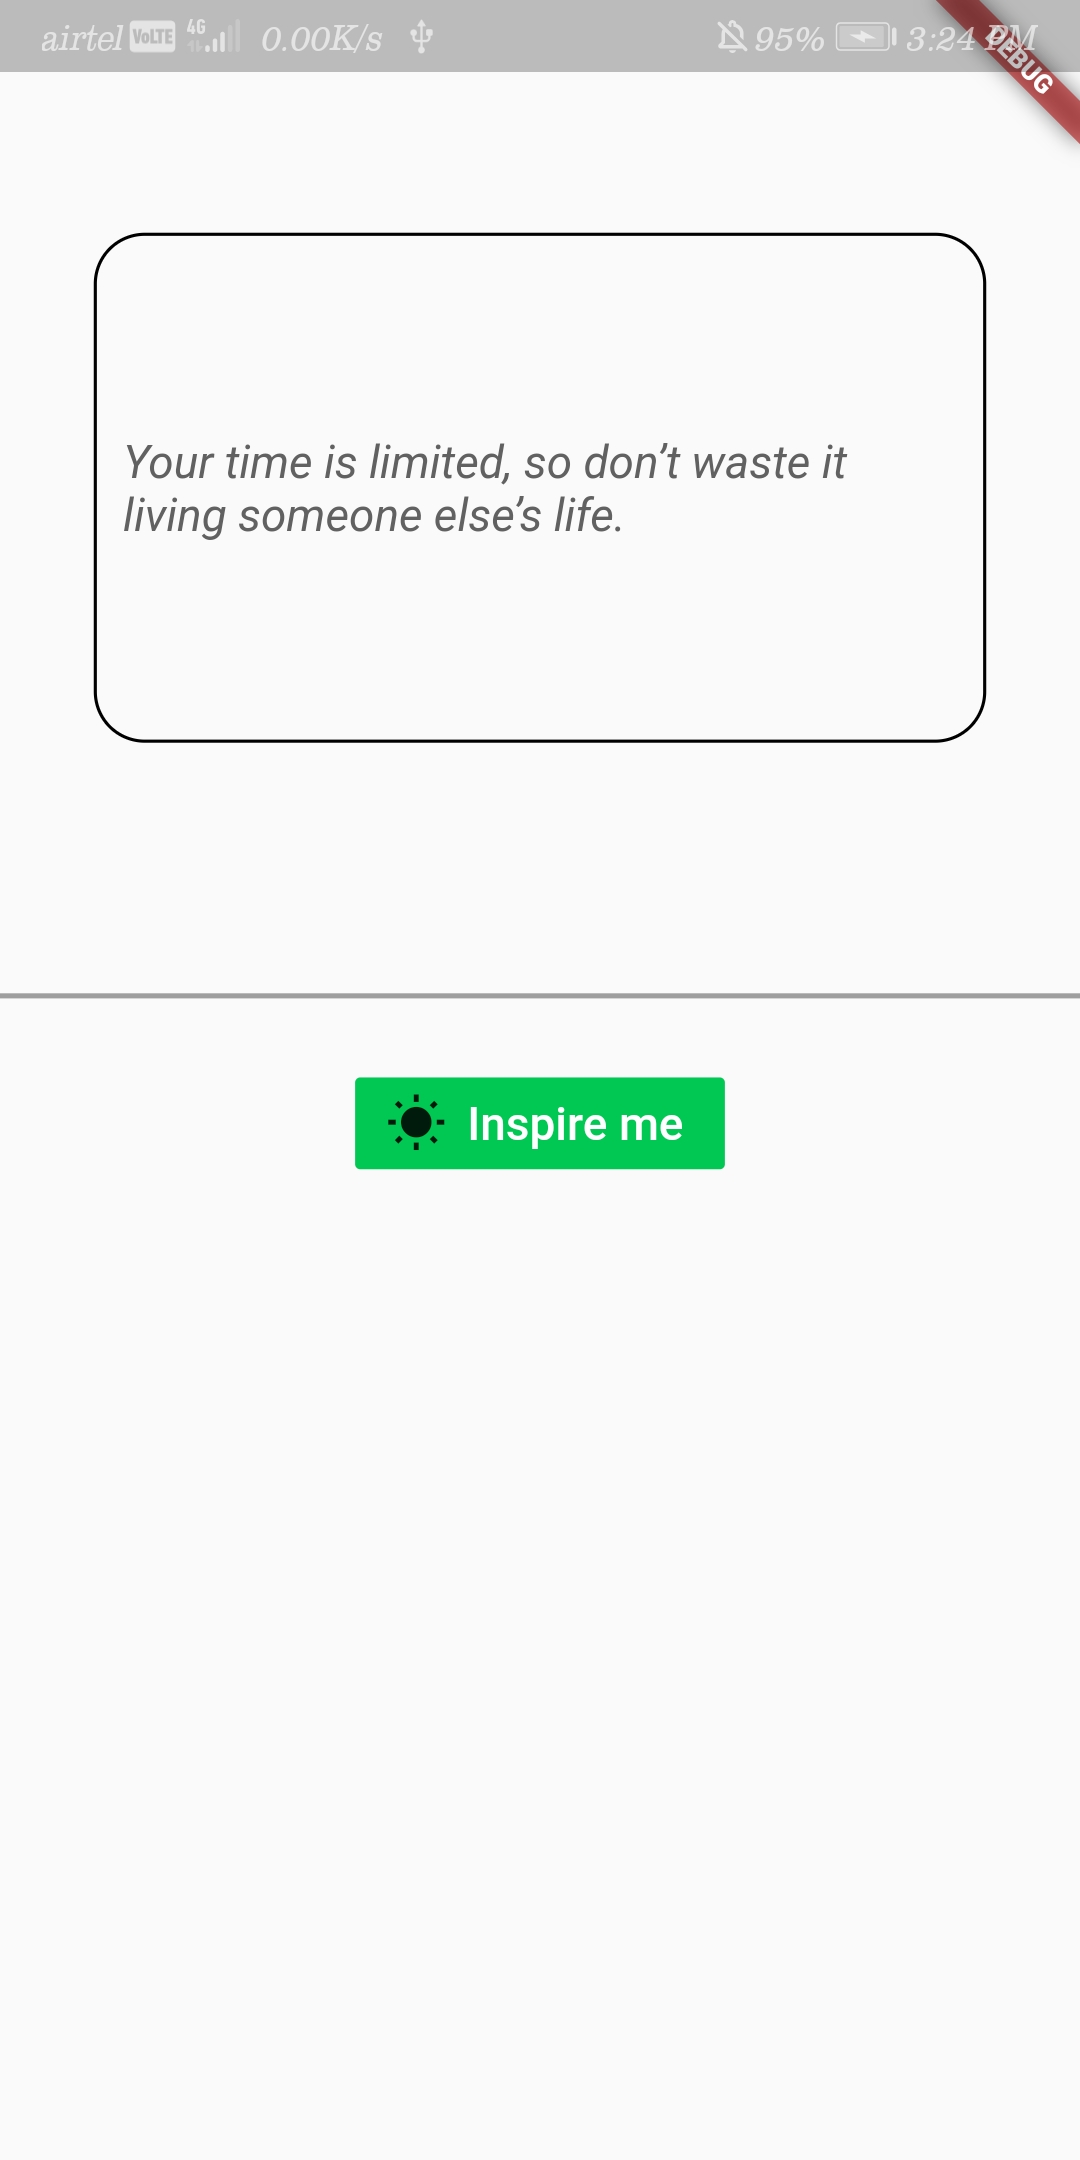 airtel VoLTE 4G 0.00K/s 95% 3:24 PM
DEBUG
Your time is limited, so don’t waste it
living someone else’s life.
Inspire me